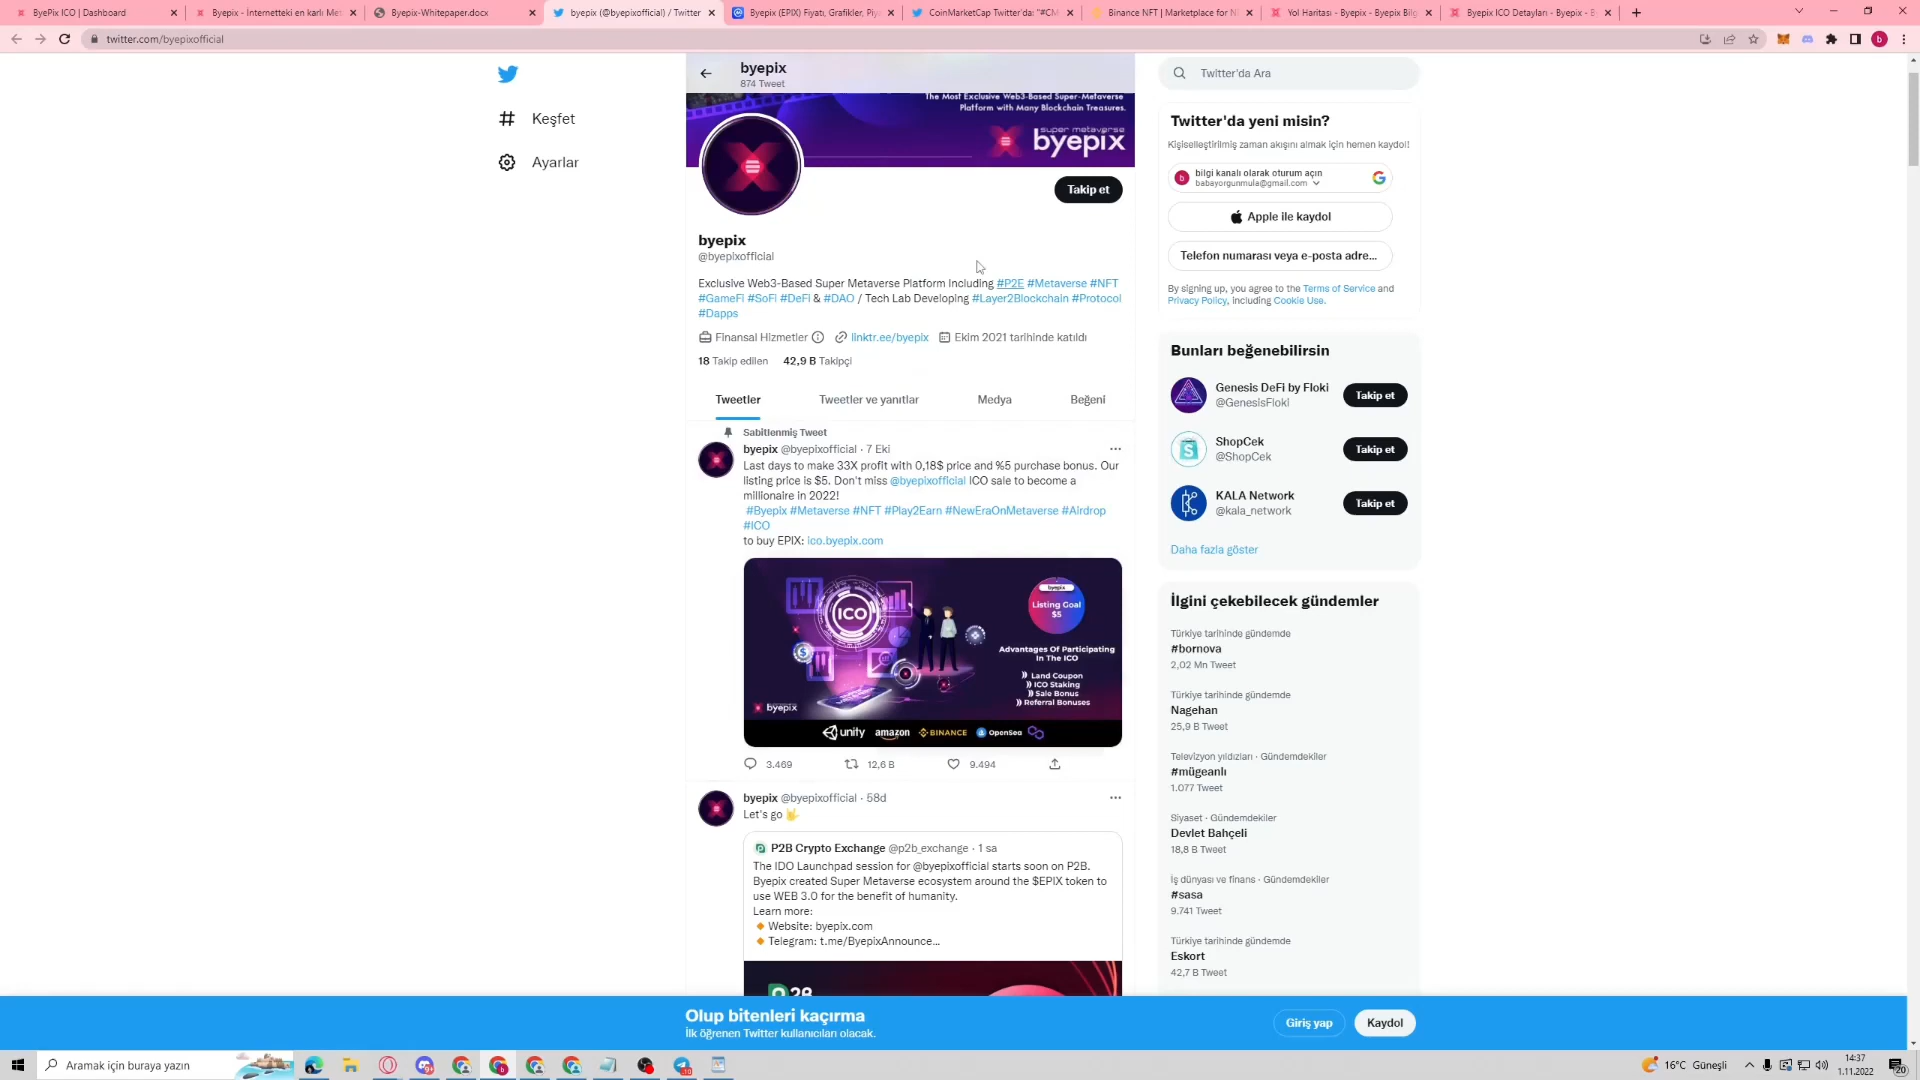 ByePix ICO | Dashboard
Byepix - İnternetteki en karlı Met
Byepix-Whitepaper.docx
byepix (@byepixofficial) / Twitter
Byepix (EPIX) Fiyatı, Grafikler, Piy
CoinMarketCap Twitter'da: "#CM
Binance NFT | Marketplace for N
Yol Haritası - Byepix - Byepix Bilg
Byepix ICO Detayları - Byepix - B
twitter.com/byepixofficial
b
Keşfet
Ayarlar
byepix
874 Tweet
The Most Exclusive Web3-Based Super-Metaverse
Platform with Many Blockchain Treasures.
super metaverse
byepix
Takip et
byepix
@byepixofficial
Exclusive Web3-Based Super Metaverse Platform Including #P2E #Metaverse #NFT
#GameFi #SoFi #DeFi & #DAO / Tech Lab Developing #Layer2Blockchain #Protocol
#Dapps
Finansal Hizmetler linktr.ee/byepix Ekim 2021 tarihinde katıldı
18 Takip edilen 42,9 B Takipçi
Tweetler
Tweetler ve yanıtlar
Medya
Beğeni
Sabitlenmiş Tweet
byepix @byepixofficial · 7 Eki
Last days to make 33X profit with 0,18$ price and %5 purchase bonus. Our
listing price is $5. Don't miss @byepixofficial ICO sale to become a
millionaire in 2022!
#Byepix #Metaverse #NFT #Play2Earn #NewEraOnMetaverse #Airdrop
#ICO
to buy EPIX: ico.byepix.com
ICO
byepix
Listing Goal
$5
Advantages Of Participating
In The ICO
Land Coupon
ICO Staking
Sale Bonus
Referral Bonuses
byepix
unity amazon BINANCE OpenSea
3.469 12,6 B 9.494
byepix @byepixofficial · 58d
Let's go 🤟
P2B Crypto Exchange @p2b_exchange · 1 sa
The IDO Launchpad session for @byepixofficial starts soon on P2B.
Byepix created Super Metaverse ecosystem around the $EPIX token to
use WEB 3.0 for the benefit of humanity.
Learn more:
🔸 Website: byepix.com
🔸 Telegram: t.me/ByepixAnnounce...
P2B
Twitter'da Ara
Twitter'da yeni misin?
Kişiselleştirilmiş zaman akışını almak için hemen kaydol!
b
bilgi kanalı olarak oturum açın
babayorgunmula@gmail.com
Apple ile kaydol
Telefon numarası veya e-posta adre...
By signing up, you agree to the Terms of Service and
Privacy Policy, including Cookie Use.
Bunları beğenebilirsin
Genesis DeFi by Floki
@GenesisFloki
Takip et
ShopCek
@ShopCek
Takip et
KALA Network
@kala_network
Takip et
Daha fazla göster
İlgini çekebilecek gündemler
Türkiye tarihinde gündemde
#bornova
2,02 Mn Tweet
Türkiye tarihinde gündemde
Nagehan
25,9 B Tweet
Televizyon yıldızları · Gündemdekiler
#mügeanlı
1.077 Tweet
Siyaset · Gündemdekiler
Devlet Bahçeli
18,8 B Tweet
İş dünyası ve finans · Gündemdekiler
#sasa
9.741 Tweet
Türkiye tarihinde gündemde
Eskort
42,7 B Tweet
Olup bitenleri kaçırma
İlk öğrenen Twitter kullanıcıları olacak.
Giriş yap
Kaydol
Aramak için buraya yazın
16°C Güneşli
14:37
1.11.2022
20